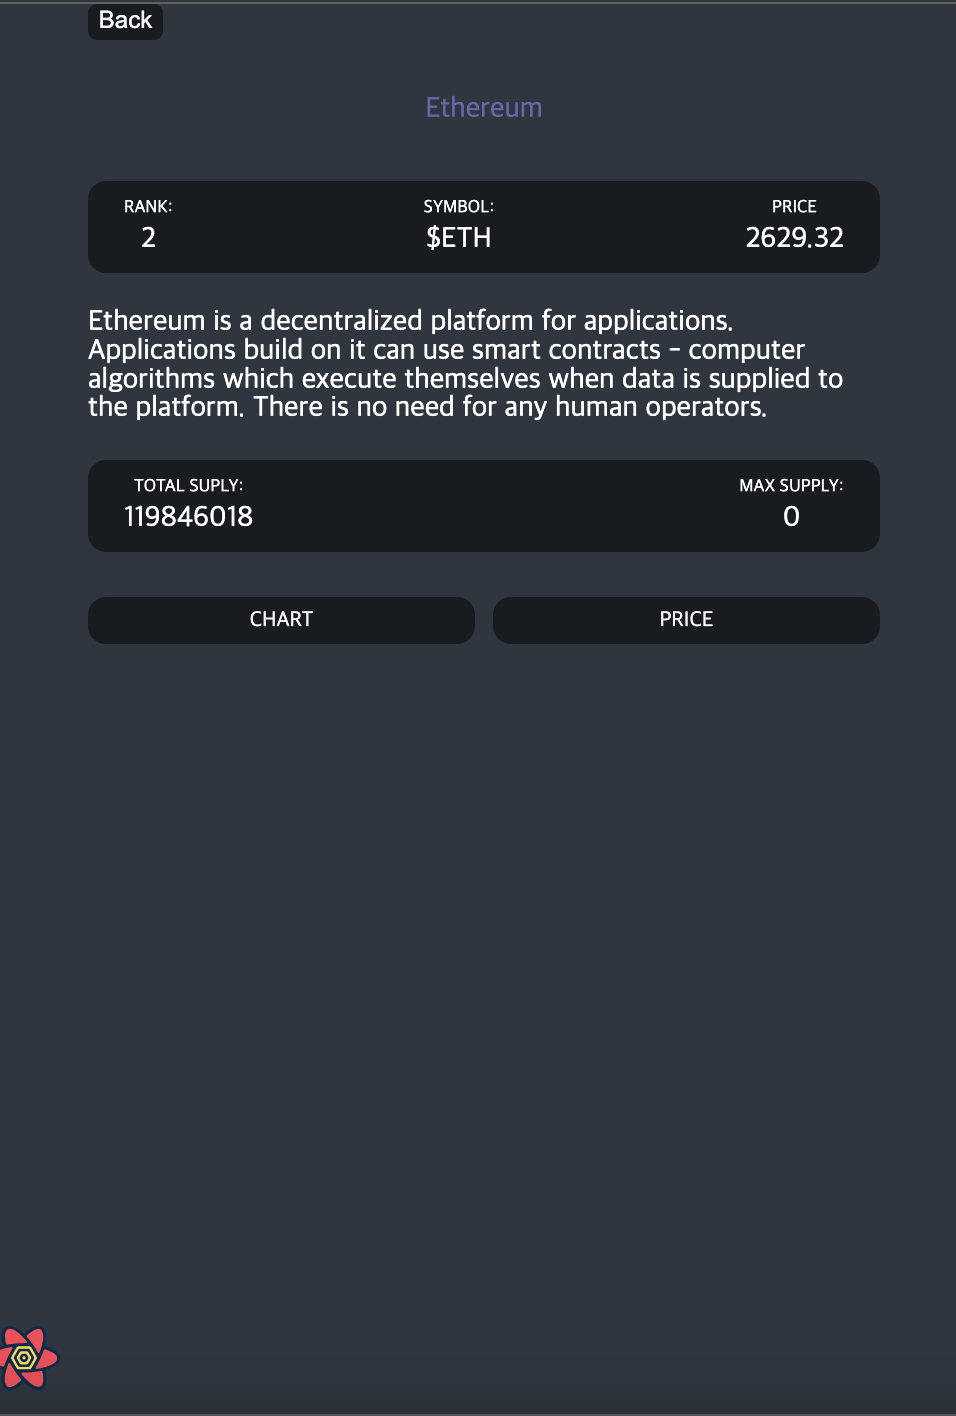 Back
Ethereum
RANK: SYMBOL: PRICE
2 $ETH 2629.32
Ethereum is a decentralized platform for applications.
Applications build on it can use smart contracts - computer
algorithms which execute themselves when data is supplied to
the platform. There is no need for any human operators.
TOTAL SUPLY: MAX SUPPLY:
119846018 0
CHART PRICE